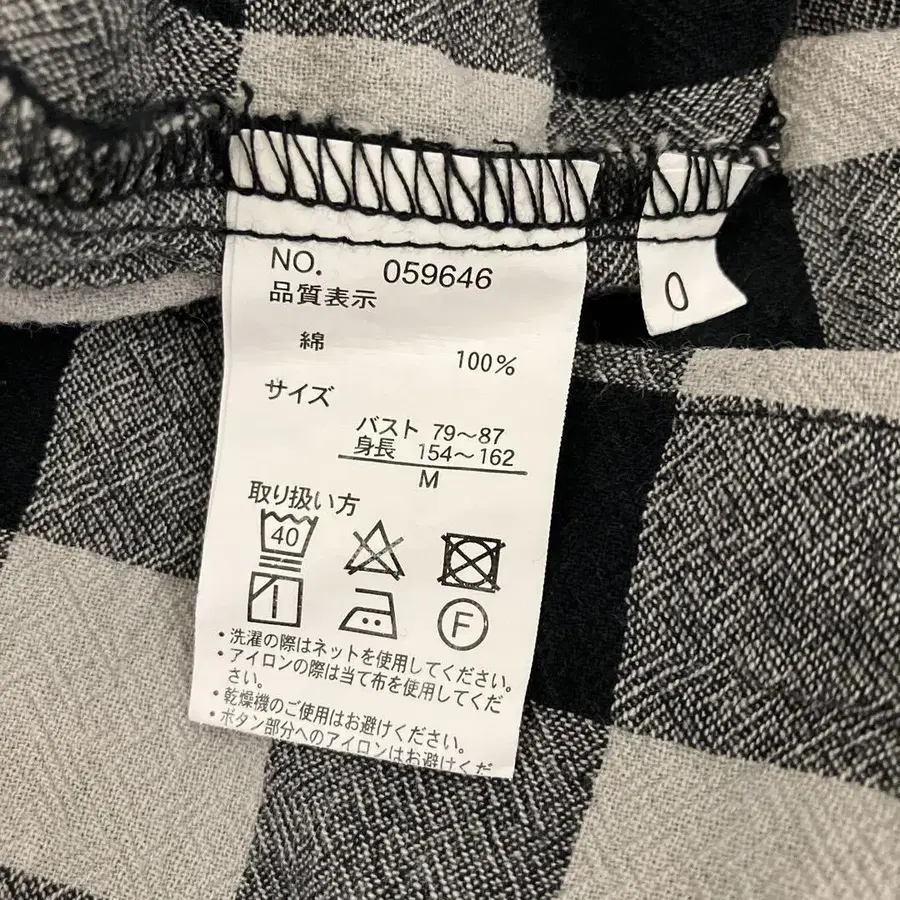 NO. 059646
0
品質表示
綿 100%
サイズ
バスト 79～87
身長 154～162
M
取り扱い方
40
F
・洗濯の際はネットを使用してください。
・アイロンの際は当て布を使用してくだ
さい。
・乾燥機のご使用はお避けください。
・ボタン部分へのアイロンはお避けくだ